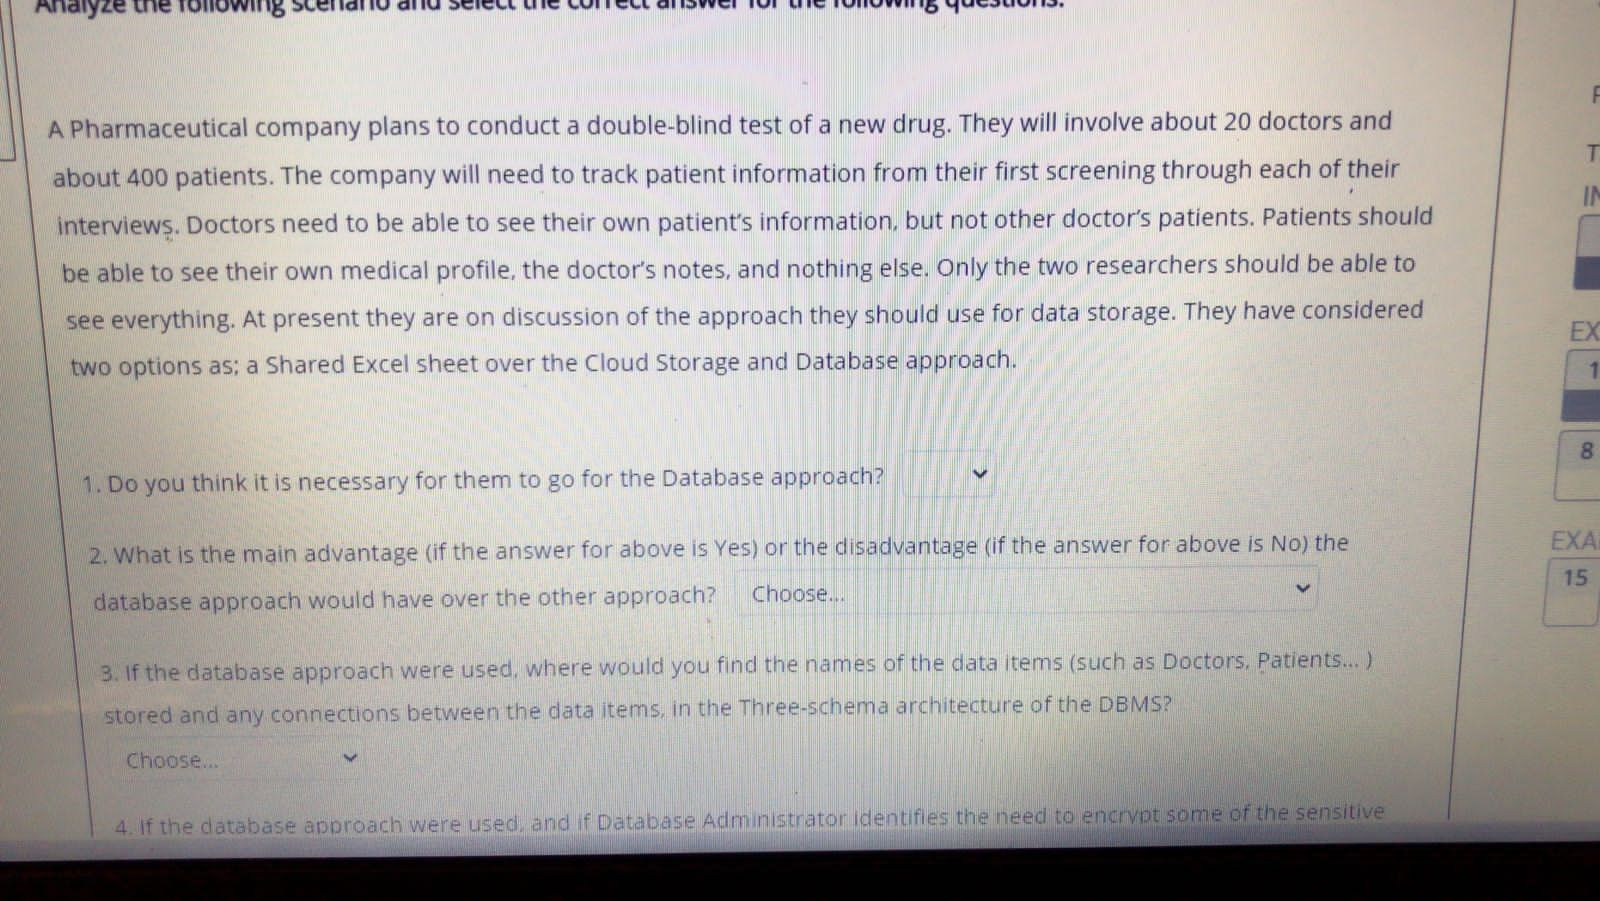 Analyze the following scenario and select the correct answer for the following questions.
A Pharmaceutical company plans to conduct a double-blind test of a new drug. They will involve about 20 doctors and
about 400 patients. The company will need to track patient information from their first screening through each of their
interviews. Doctors need to be able to see their own patient's information, but not other doctor's patients. Patients should
be able to see their own medical profile, the doctor's notes, and nothing else. Only the two researchers should be able to
see everything. At present they are on discussion of the approach they should use for data storage. They have considered
two options as; a Shared Excel sheet over the Cloud Storage and Database approach.
1. Do you think it is necessary for them to go for the Database approach?
2. What is the main advantage (if the answer for above is Yes) or the disadvantage (if the answer for above is No) the
database approach would have over the other approach? Choose...
3. If the database approach were used, where would you find the names of the data items (such as Doctors, Patients... )
stored and any connections between the data items, in the Three-schema architecture of the DBMS?
Choose...
4. If the database approach were used, and if Database Administrator identifies the need to encrypt some of the sensitive
EX
1
8
EXA
15